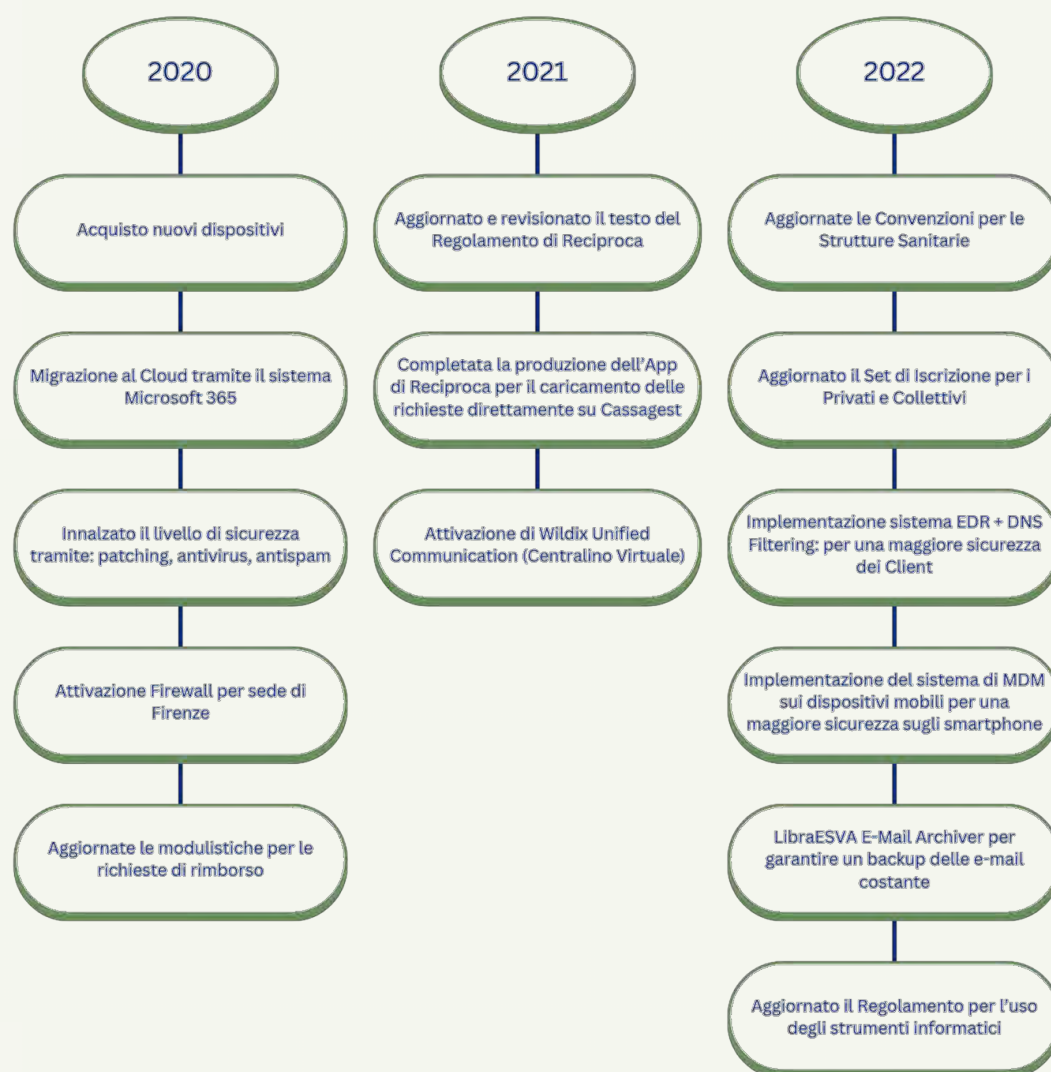 2020
Acquisto nuovi dispositivi
Migrazione al Cloud tramite il sistema
Microsoft 365
Innalzato il livello di sicurezza
tramite: patching, antivirus, antispam
Attivazione Firewall per sede di
Firenze
Aggiornate le modulistiche per le
richieste di rimborso
2021
Aggiornato e revisionato il testo del
Regolamento di Reciproca
Completata la produzione dell'App
di Reciproca per il caricamento delle
richieste direttamente su Cassagest
Attivazione di Wildix Unified
Communication (Centralino Virtuale)
2022
Aggiornate le Convenzioni per le
Strutture Sanitarie
Aggiornato il Set di Iscrizione per i
Privati e Collettivi
Implementazione sistema EDR + DNS
Filtering: per una maggiore sicurezza
dei Client
Implementazione del sistema di MDM
sui dispositivi mobili per una
maggiore sicurezza sugli smartphone
LibraESVA E-Mail Archiver per
garantire un backup delle e-mail
costante
Aggiornato il Regolamento per l'uso
degli strumenti informatici